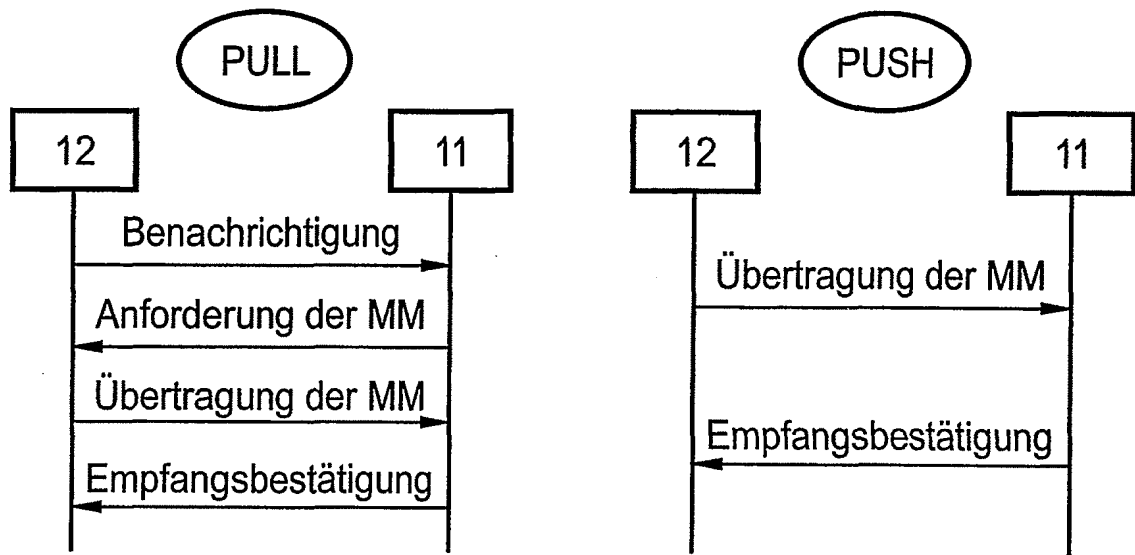 PULL
12
11
Benachrichtigung
Anforderung der MM
Übertragung der MM
Empfangsbestätigung
PUSH
12
11
Übertragung der MM
Empfangsbestätigung